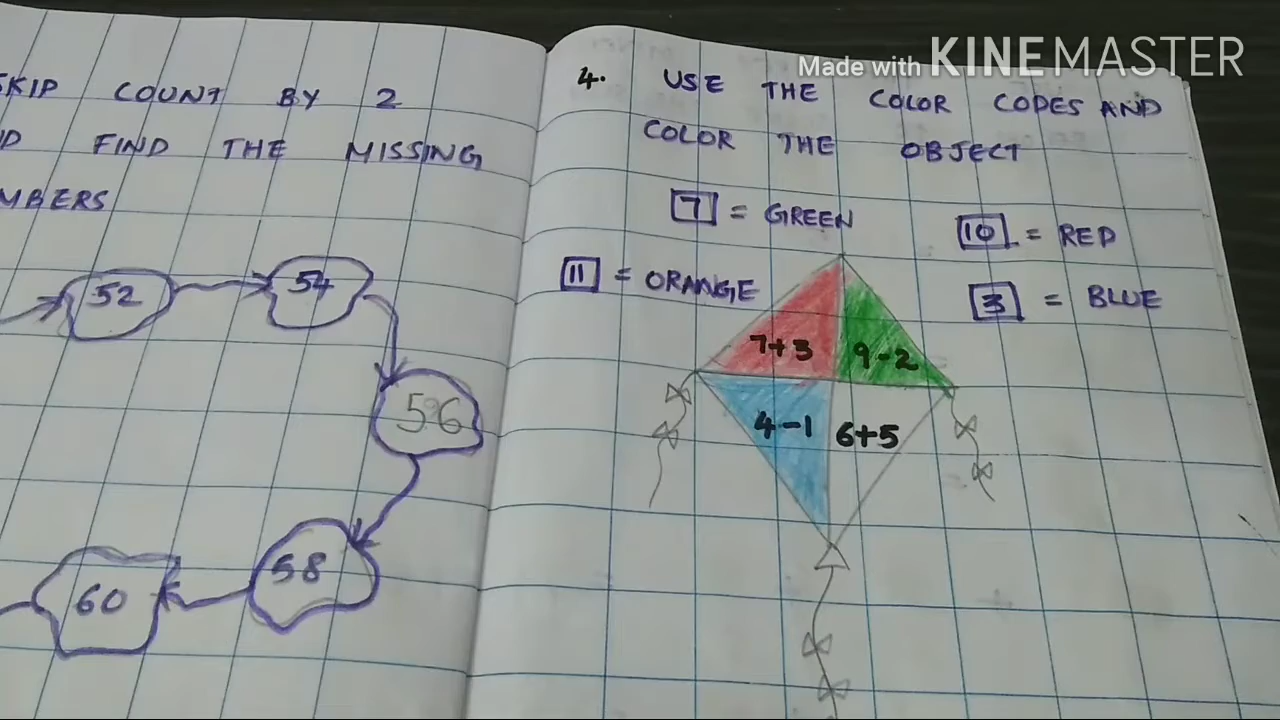 SKIP COUNT BY 2
FIND THE MISSING
52
54
56
58
60
4. USE THE COLOR CODES AND
COLOR THE OBJECT
7 = GREEN
10 = RED
11 = ORANGE
3 = BLUE
7+3
9-2
4-1
6+5
Made with KINEMASTER